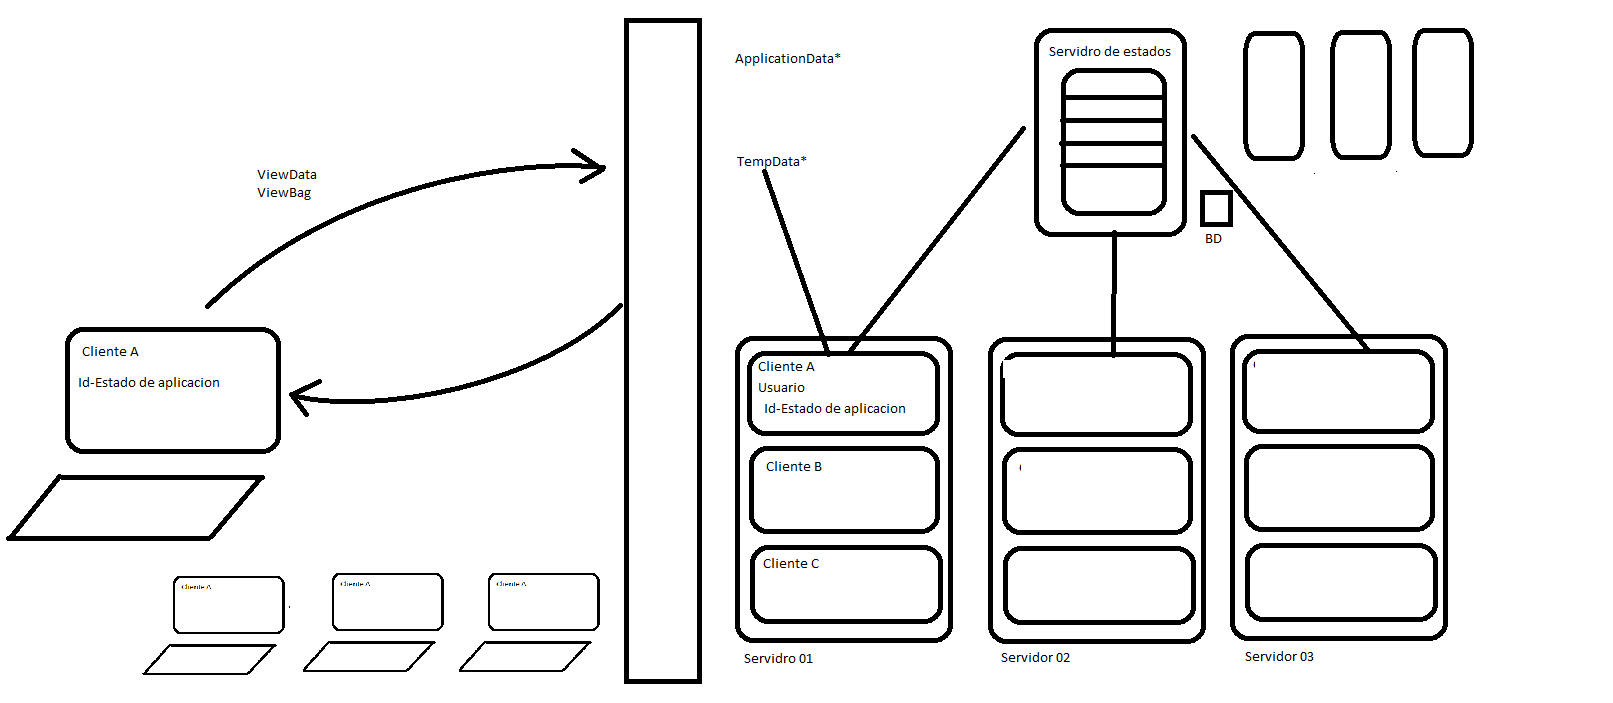 ApplicationData*
Servidro de estados
TempData*
ViewData
ViewBag
BD
Cliente A
Id-Estado de aplicacion
Cliente A
Usuario
Id-Estado de aplicacion
Cliente B
Cliente C
Cliente A
Cliente A
Cliente A
Servidro 01
Servidor 02
Servidor 03